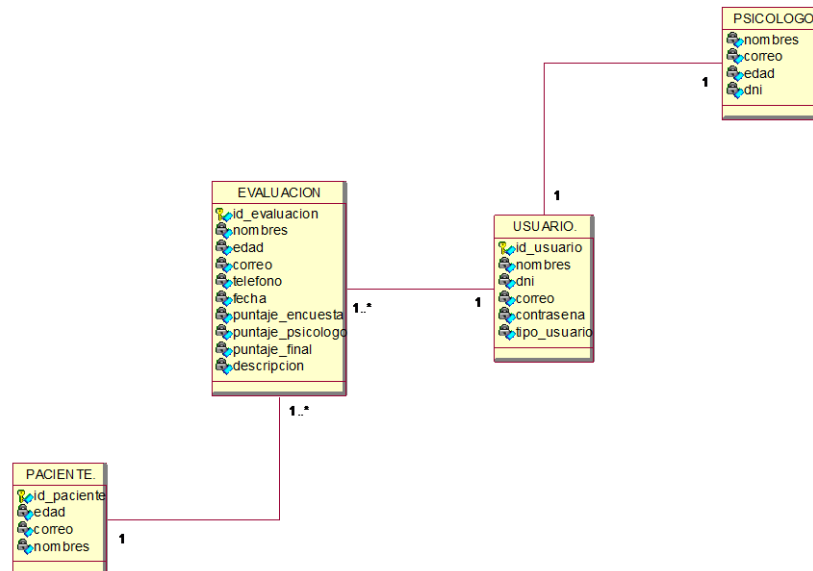 PSICOLOGO
nombres
correo
edad
dni
1
1
EVALUACION
id_evaluacion
nombres
edad
correo
telefono
fecha
puntaje_encuesta
puntaje_psicologo
puntaje_final
descripcion
1..*
1
USUARIO.
id_usuario
nombres
dni
correo
contrasena
tipo_usuario
1..*
PACIENTE.
id_paciente
edad
correo
nombres
1